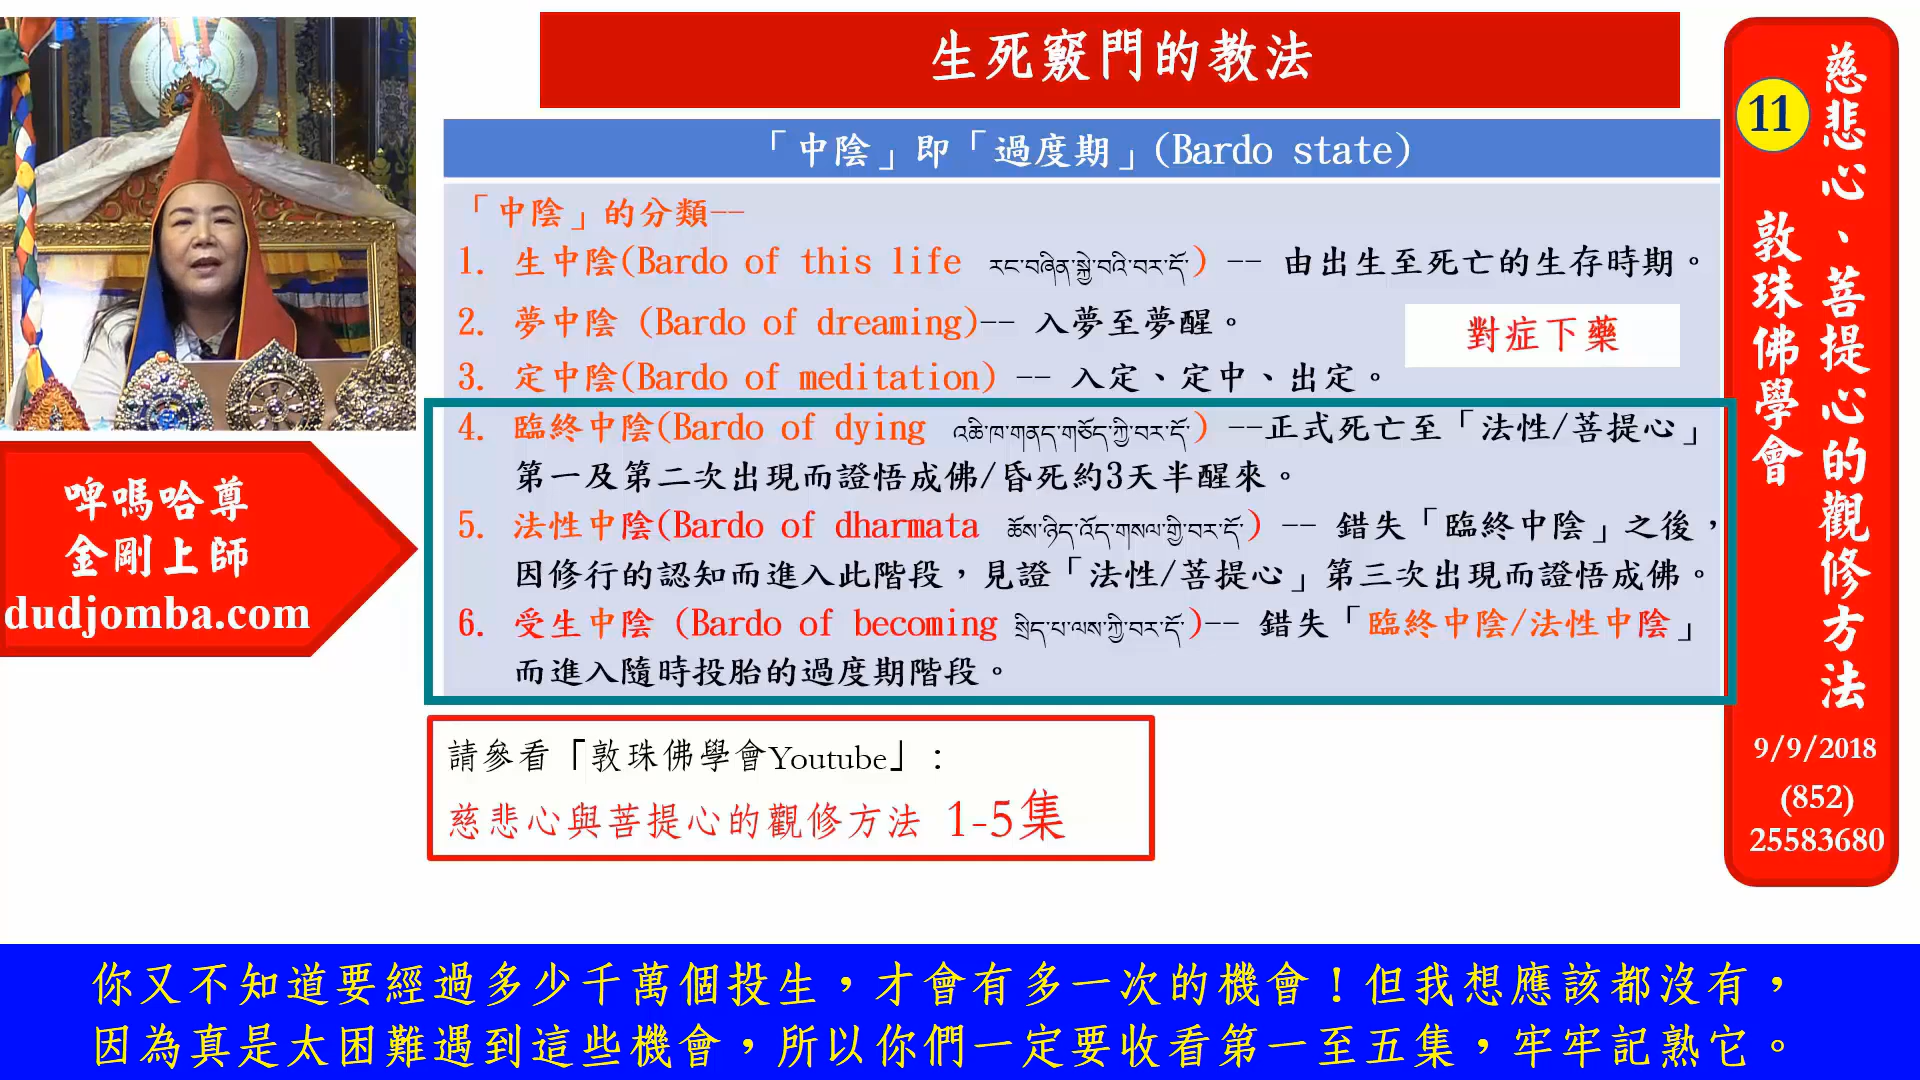 生死竅門的教法
「中陰」即「過度期」(Bardo state)
「中陰」的分類--
1. 生中陰(Bardo of this life རང་བཞིན་སྐྱེ་བའི་བར་དོ་) -- 由出生至死亡的生存時期。
2. 夢中陰 (Bardo of dreaming)-- 入夢至夢醒。
對症下藥
3. 定中陰(Bardo of meditation) -- 入定、定中、出定。
4. 臨終中陰(Bardo of dying འཆི་ཁ་གནད་གཅོད་ཀྱི་བར་དོ་) --正式死亡至「法性/菩提心」
第一及第二次出現而證悟成佛/昏死約3天半醒來。
5. 法性中陰(Bardo of dharmata ཆོས་ཉིད་འོད་གསལ་གྱི་བར་དོ་) -- 錯失「臨終中陰」之後，
因修行的認知而進入此階段，見證「法性/菩提心」第三次出現而證悟成佛。
6. 受生中陰 (Bardo of becoming སྲིད་པ་ལས་ཀྱི་བར་དོ་)-- 錯失「臨終中陰/法性中陰」
而進入隨時投胎的過度期階段。
請參看「敦珠佛學會Youtube」：
慈悲心與菩提心的觀修方法 1-5集
啤嗎哈尊
金剛上師
dudjomba.com
慈悲心、菩提心的觀修方法
11
敦珠佛學會
9/9/2018
(852)
25583680
你又不知道要經過多少千萬個投生，才會有多一次的機會！但我想應該都沒有，
因為真是太困難遇到這些機會，所以你們一定要收看第一至五集，牢牢記熟它。